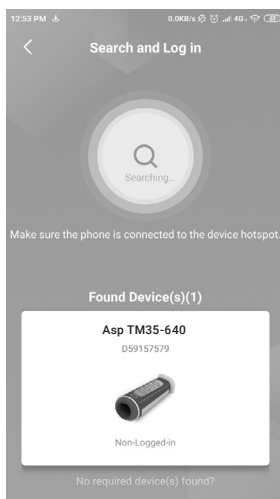 12:53 PM
0.0KB/s 4G
Search and Log in
Searching...
Make sure the phone is connected to the device hotspot.
Found Device(s)(1)
Asp TM35-640
D59157579
Non-Logged-in
No required device(s) found?